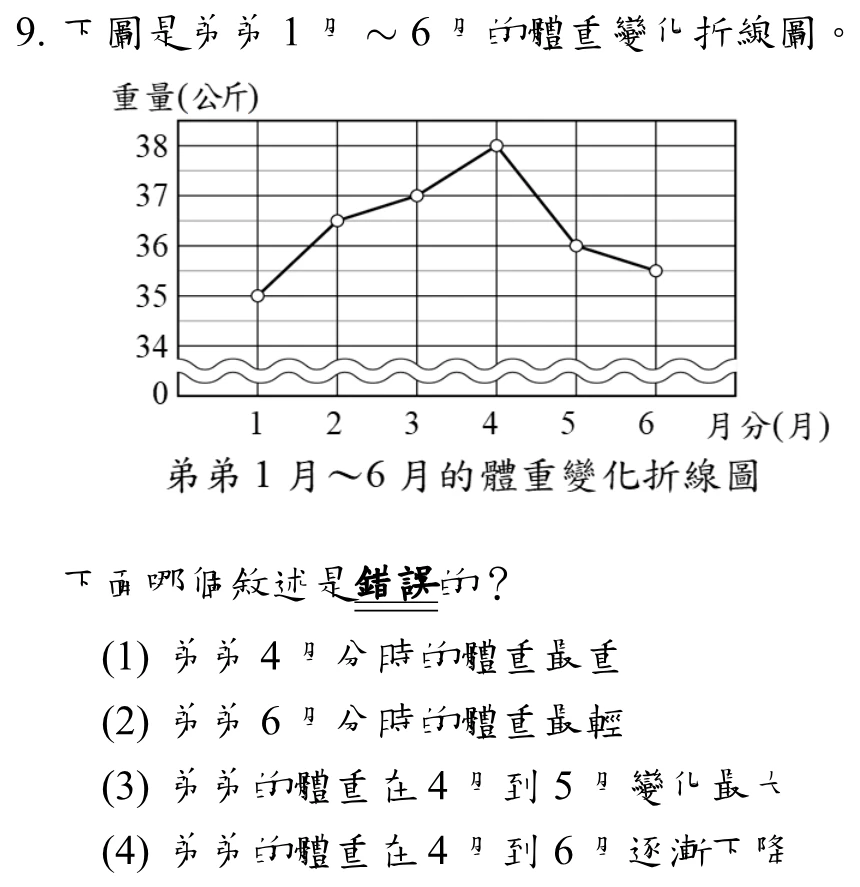 9. 下圖是弟弟 1 月 ～ 6 月 的體重變化折線圖。
重量(公斤)
38
37
36
35
34
0
1 2 3 4 5 6 月分(月)
弟弟 1 月～6 月的體重變化折線圖
下面哪個敘述是錯誤的？
(1) 弟弟 4 月分時的體重最重
(2) 弟弟 6 月分時的體重最輕
(3) 弟弟的體重在 4 月到 5 月變化最大
(4) 弟弟的體重在 4 月到 6 月逐漸下降